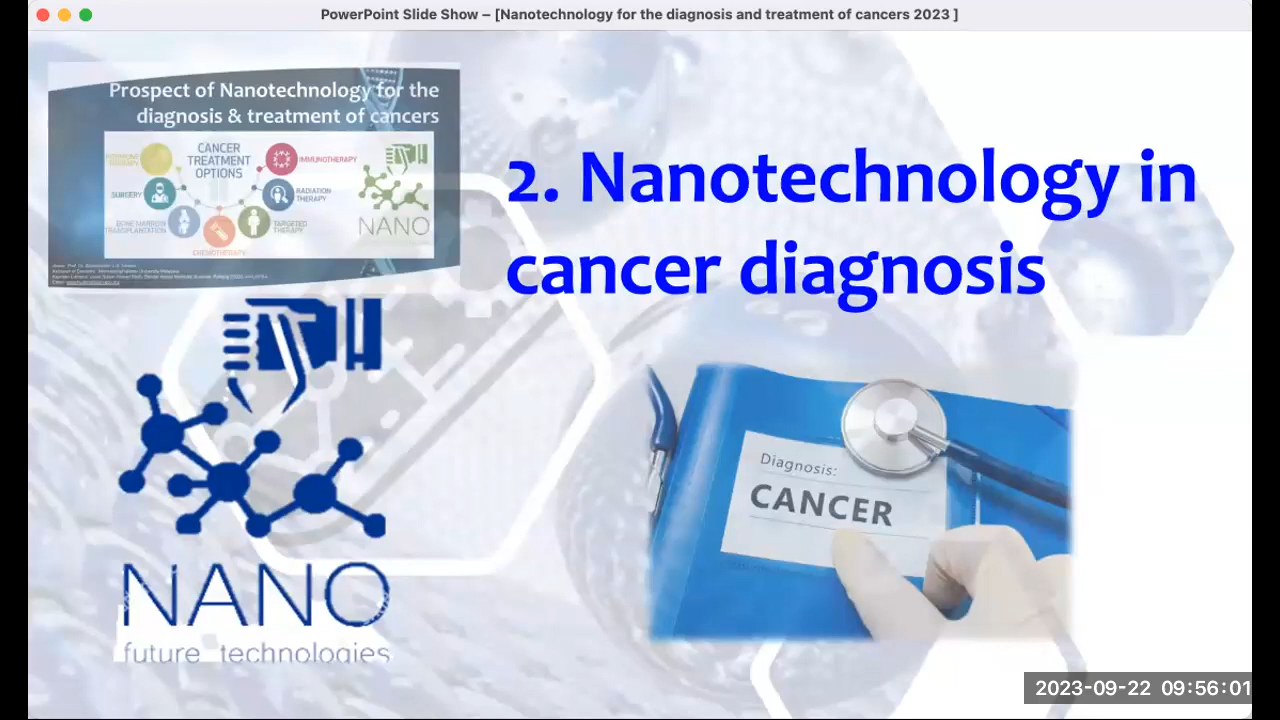 PowerPoint Slide Show – [Nanotechnology for the diagnosis and treatment of cancers 2023 ]
Prospect of Nanotechnology for the
diagnosis & treatment of cancers
CANCER
TREATMENT
OPTIONS
HORMONE
THERAPY
IMMUNOTHERAPY
SURGERY
RADIATION
THERAPY
BONE MARROW
TRANSPLANTATION
TARGETED
THERAPY
CHEMOTHERAPY
NANO
2. Nanotechnology in
cancer diagnosis
Diagnosis:
CANCER
NANO
future technologies
2023-09-22 09:56:01